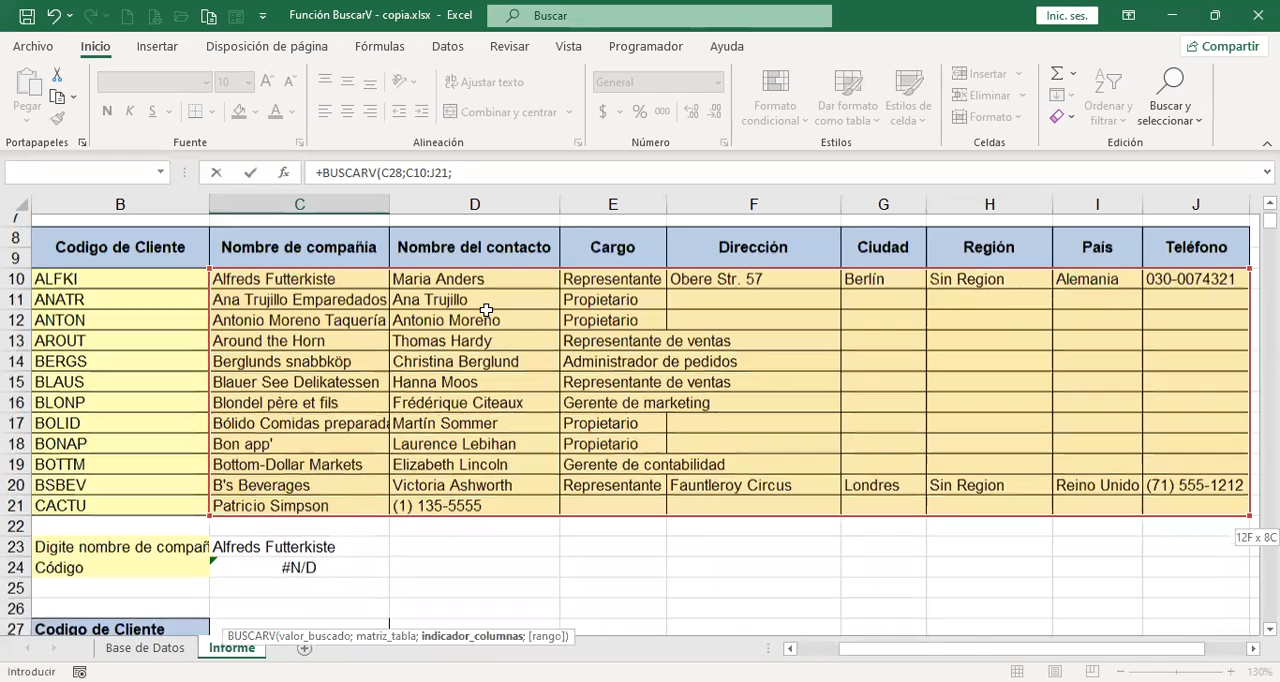 Función BuscarV - copia.xlsx - Excel
Buscar
Inic. ses.
Archivo Inicio Insertar Disposición de página Fórmulas Datos Revisar Vista Programador Ayuda
Compartir
Pegar
N K S
10 A A
Ajustar texto
Combinar y centrar
General
$ % 000
Formato condicional
Dar formato como tabla
Estilos de celda
Insertar
Eliminar
Formato
Ordenar y filtrar
Buscar y seleccionar
Portapapeles Fuente Alineación Número Estilos Celdas Edición
+BUSCARV(C28;C10:J21;
B C D E F G H I J
7
8
9
Codigo de Cliente Nombre de compañía Nombre del contacto Cargo Dirección Ciudad Región País Teléfono
10 ALFKI Alfreds Futterkiste Maria Anders Representante Obere Str. 57 Berlín Sin Region Alemania 030-0074321
11 ANATR Ana Trujillo Emparedados Ana Trujillo Propietario
12 ANTON Antonio Moreno Taquería Antonio Moreno Propietario
13 AROUT Around the Horn Thomas Hardy Representante de ventas
14 BERGS Berglunds snabbköp Christina Berglund Administrador de pedidos
15 BLAUS Blauer See Delikatessen Hanna Moos Representante de ventas
16 BLONP Blondel père et fils Frédérique Citeaux Gerente de marketing
17 BOLID Bólido Comidas preparada Martín Sommer Propietario
18 BONAP Bon app' Laurence Lebihan Propietario
19 BOTTM Bottom-Dollar Markets Elizabeth Lincoln Gerente de contabilidad
20 BSBEV B's Beverages Victoria Ashworth Representante Fauntleroy Circus Londres Sin Region Reino Unido (71) 555-1212
21 CACTU Patricio Simpson (1) 135-5555
22
12F x 8C
23 Digite nombre de compañ Alfreds Futterkiste
24 Código #N/D
25
26
27 Codigo de Cliente
BUSCARV(valor_buscado; matriz_tabla; indicador_columnas; [rango])
Base de Datos Informe
Introducir
130%